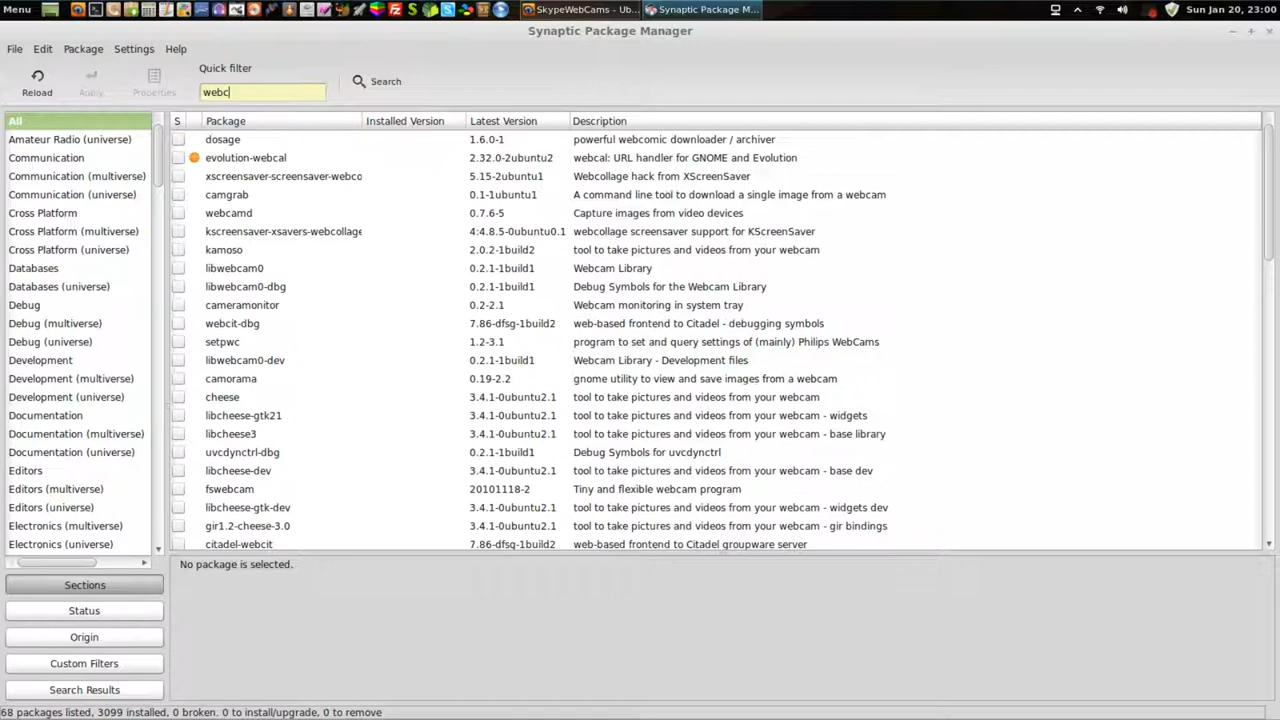 Menu SkypeWebCams - Ub... Synaptic Package M... Sun Jan 20, 23:00
Synaptic Package Manager
File Edit Package Settings Help
Quick filter
Reload Apply Properties webc Search
All S Package Installed Version Latest Version Description
Amateur Radio (universe) dosage 1.6.0-1 powerful webcomic downloader / archiver
Communication evolution-webcal 2.32.0-2ubuntu2 webcal: URL handler for GNOME and Evolution
Communication (multiverse) xscreensaver-screensaver-webco 5.15-2ubuntu1 Webcollage hack from XScreenSaver
Communication (universe) camgrab 0.1-1ubuntu1 A command line tool to download a single image from a webcam
Cross Platform webcamd 0.7.6-5 Capture images from video devices
Cross Platform (multiverse) kscreensaver-xsavers-webcollage 4:4.8.5-0ubuntu0.1 webcollage screensaver support for KScreenSaver
Cross Platform (universe) kamoso 2.0.2-1build2 tool to take pictures and videos from your webcam
Databases libwebcam0 0.2.1-1build1 Webcam Library
Databases (universe) libwebcam0-dbg 0.2.1-1build1 Debug Symbols for the Webcam Library
Debug cameramonitor 0.2-2.1 Webcam monitoring in system tray
Debug (multiverse) webcit-dbg 7.86-dfsg-1build2 web-based frontend to Citadel - debugging symbols
Debug (universe) setpwc 1.2-3.1 program to set and query settings of (mainly) Philips WebCams
Development libwebcam0-dev 0.2.1-1build1 Webcam Library - Development files
Development (multiverse) camorama 0.19-2.2 gnome utility to view and save images from a webcam
Development (universe) cheese 3.4.1-0ubuntu2.1 tool to take pictures and videos from your webcam
Documentation libcheese-gtk21 3.4.1-0ubuntu2.1 tool to take pictures and videos from your webcam - widgets
Documentation (multiverse) libcheese3 3.4.1-0ubuntu2.1 tool to take pictures and videos from your webcam - base library
Documentation (universe) uvcdynctrl-dbg 0.2.1-1build1 Debug Symbols for uvcdynctrl
Editors libcheese-dev 3.4.1-0ubuntu2.1 tool to take pictures and videos from your webcam - base dev
Editors (multiverse) fswebcam 20101118-2 Tiny and flexible webcam program
Editors (universe) libcheese-gtk-dev 3.4.1-0ubuntu2.1 tool to take pictures and videos from your webcam - widgets dev
Electronics (multiverse) gir1.2-cheese-3.0 3.4.1-0ubuntu2.1 tool to take pictures and videos from your webcam - gir bindings
Electronics (universe) citadel-webcit 7.86-dfsg-1build2 web-based frontend to Citadel groupware server
No package is selected.
Sections
Status
Origin
Custom Filters
Search Results
68 packages listed, 3099 installed, 0 broken. 0 to install/upgrade, 0 to remove